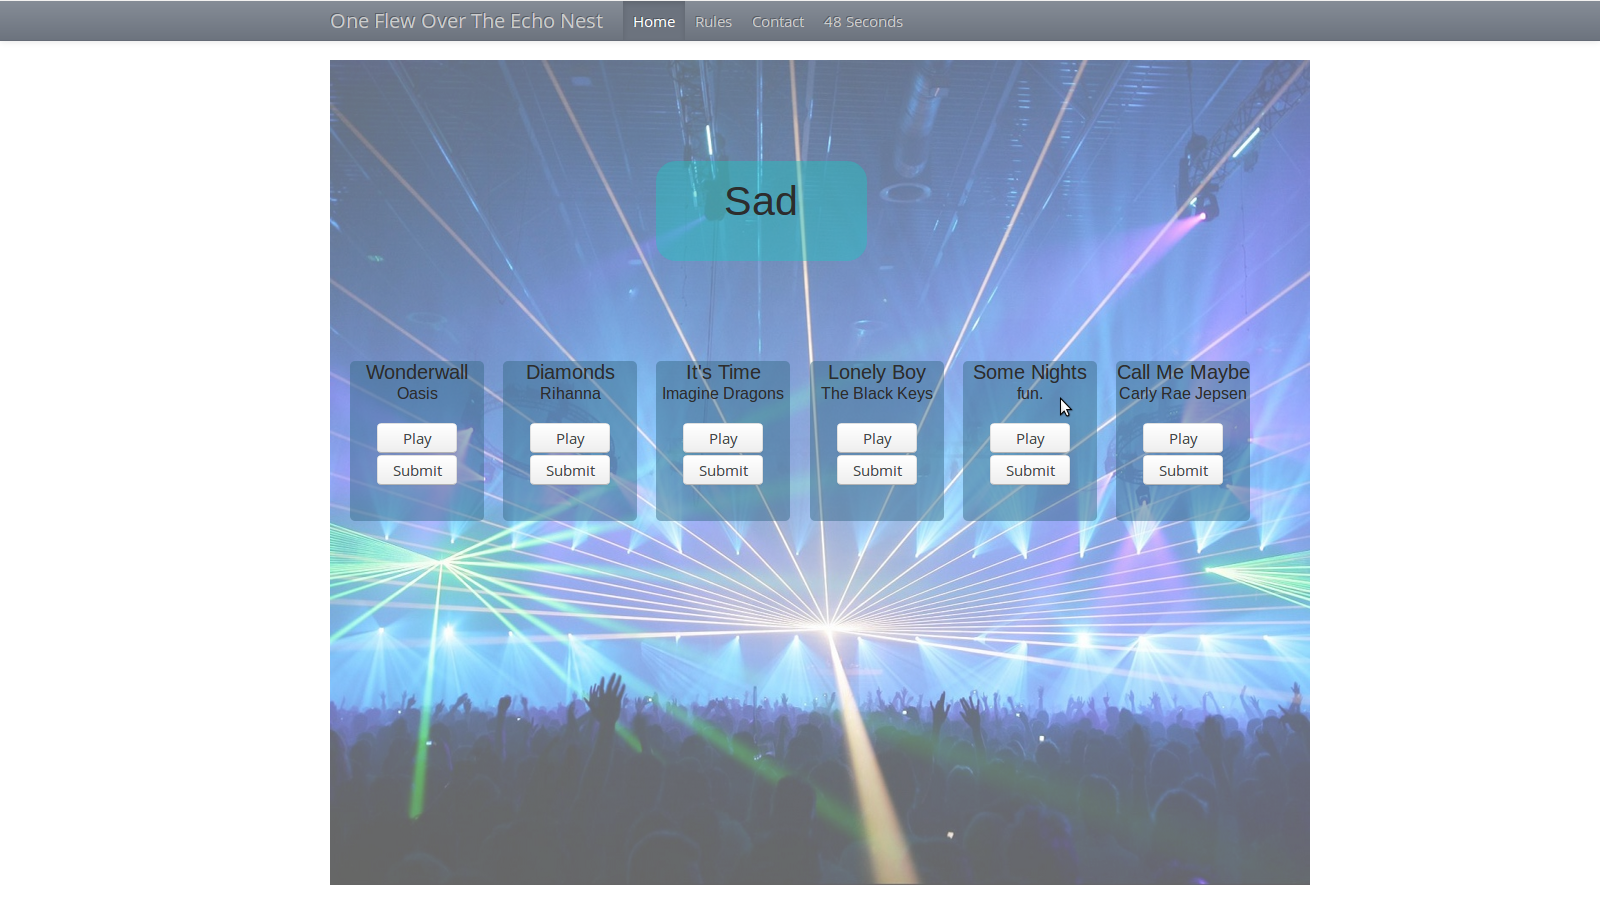 One Flew Over The Echo Nest Home Rules Contact 48 Seconds
Sad
Wonderwall
Oasis
Play
Submit
Diamonds
Rihanna
Play
Submit
It's Time
Imagine Dragons
Play
Submit
Lonely Boy
The Black Keys
Play
Submit
Some Nights
fun.
Play
Submit
Call Me Maybe
Carly Rae Jepsen
Play
Submit